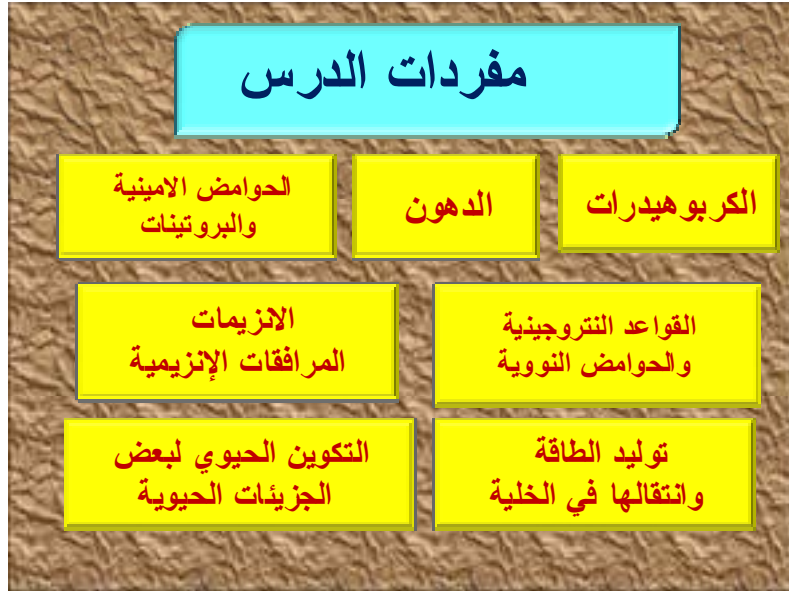 مفردات الدرس
الكربوهيدرات
الدهون
الحوامض الامينية
والبروتينات
القواعد النتروجينية
والحوامض النووية
الانزيمات
المرافقات الإنزيمية
توليد الطاقة
وانتقالها في الخلية
التكوين الحيوي لبعض
الجزيئات الحيوية